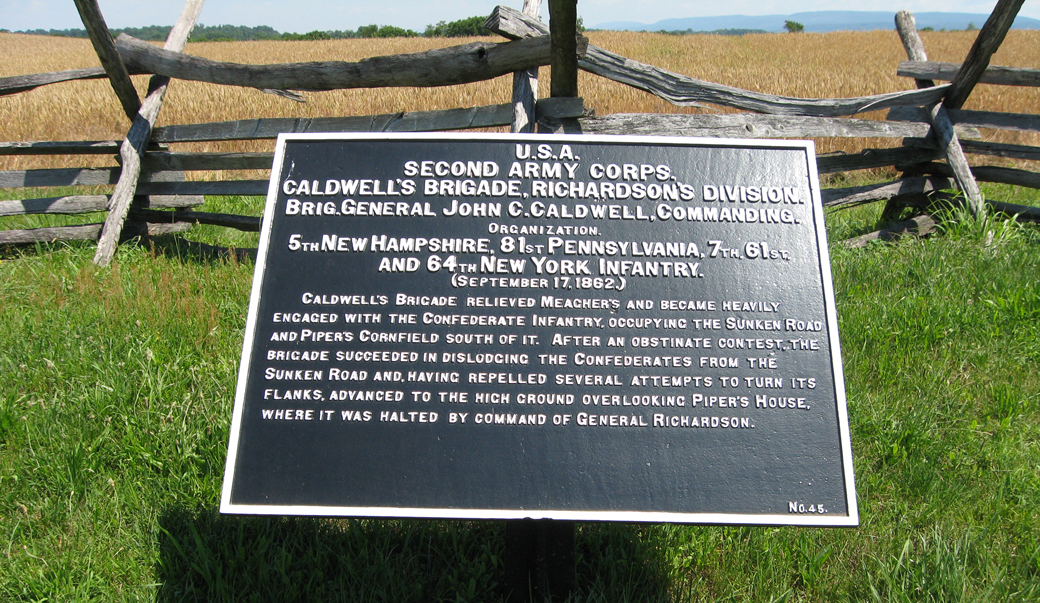 U.S.A.
SECOND ARMY CORPS.
CALDWELL'S BRIGADE, RICHARDSON'S DIVISION.
BRIG. GENERAL JOHN C. CALDWELL, COMMANDING.
ORGANIZATION.
5TH NEW HAMPSHIRE, 81ST PENNSYLVANIA, 7TH, 61ST,
AND 64TH NEW YORK INFANTRY.
(SEPTEMBER 17, 1862.)
CALDWELL'S BRIGADE RELIEVED MEAGHER'S AND BECAME HEAVILY
ENGAGED WITH THE CONFEDERATE INFANTRY, OCCUPYING THE SUNKEN ROAD
AND PIPER'S CORNFIELD SOUTH OF IT. AFTER AN OBSTINATE CONTEST, THE
BRIGADE SUCCEEDED IN DISLODGING THE CONFEDERATES FROM THE
SUNKEN ROAD AND, HAVING REPELLED SEVERAL ATTEMPTS TO TURN ITS
FLANKS, ADVANCED TO THE HIGH GROUND OVERLOOKING PIPER'S HOUSE,
WHERE IT WAS HALTED BY COMMAND OF GENERAL RICHARDSON.
NO. 45.